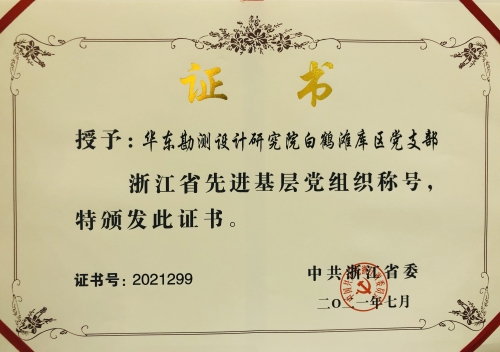 证 书
授予：华东勘测设计研究院白鹤滩库区党支部
浙江省先进基层党组织称号，
特颁发此证书。
证书号：2021299
中共浙江省委
二〇二一年七月